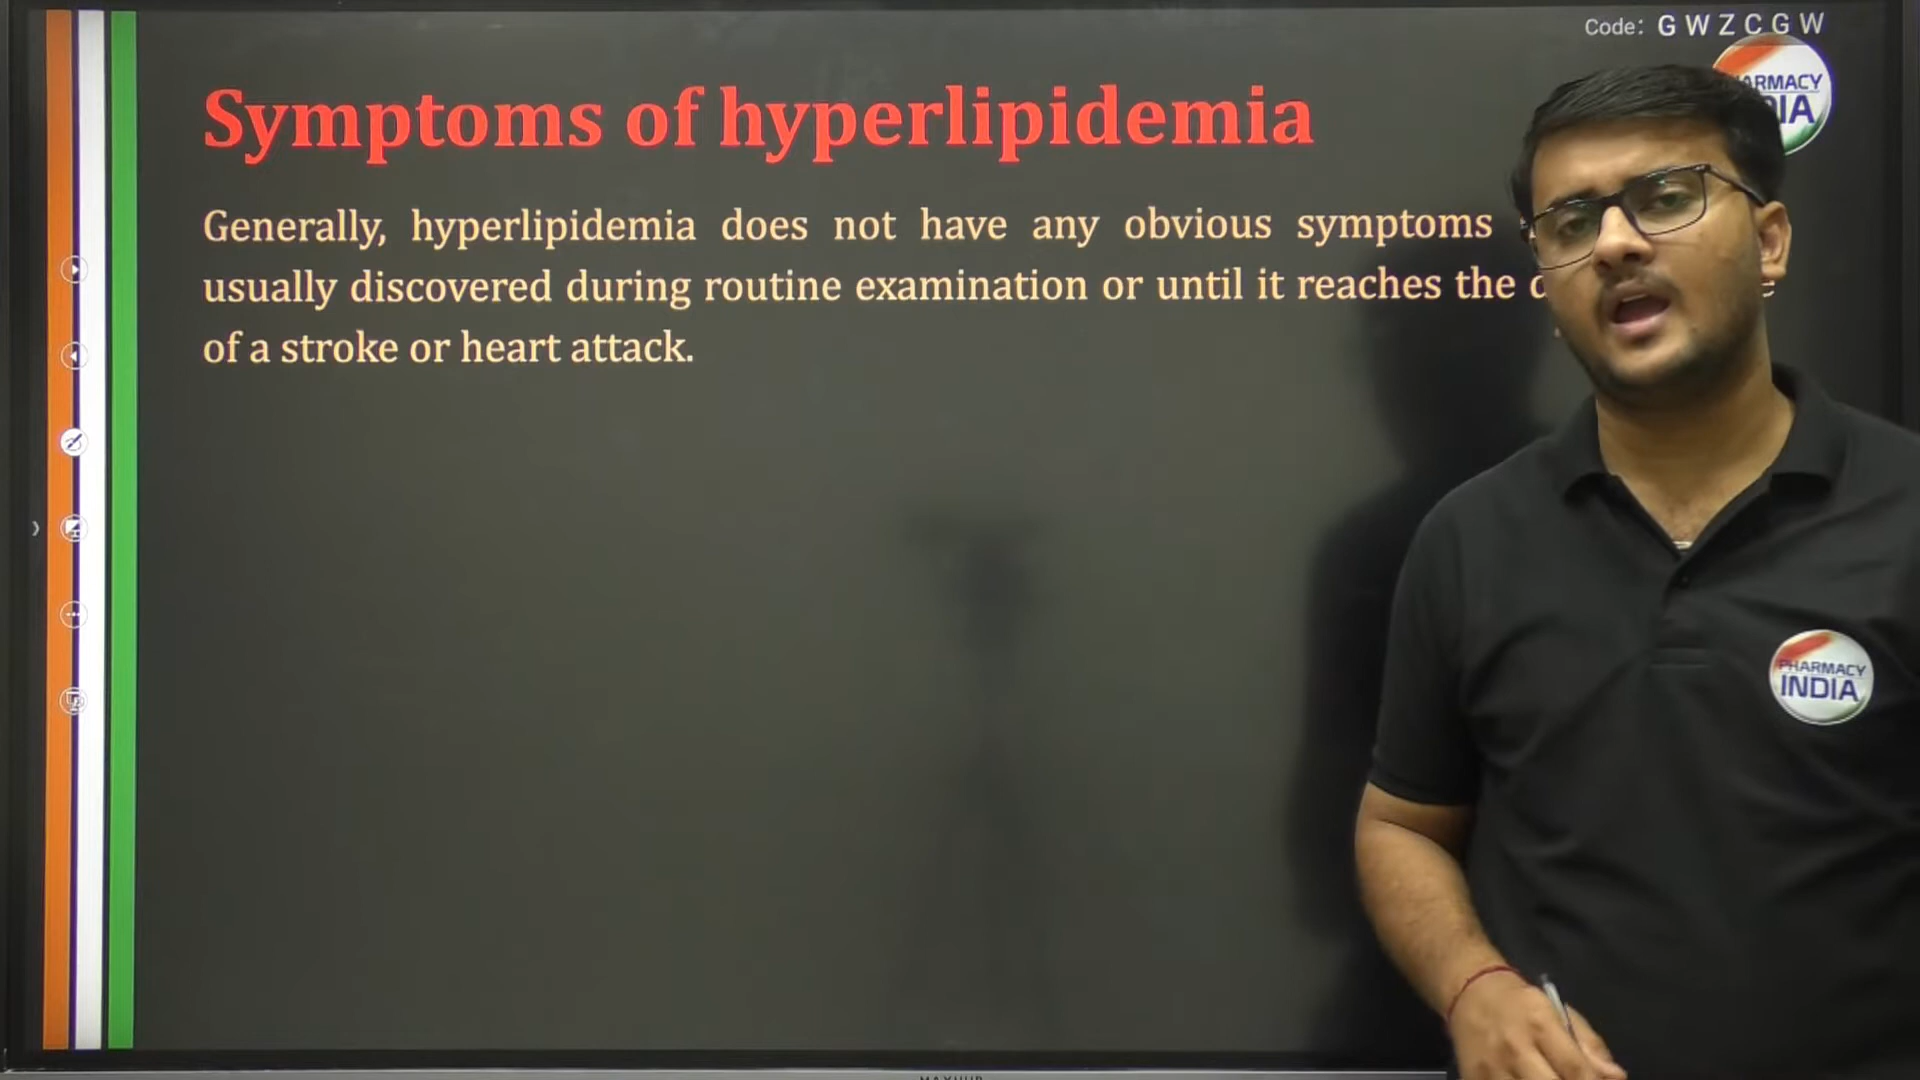 Code: GWZCGW
Symptoms of hyperlipidemia
Generally, hyperlipidemia does not have any obvious symptoms
usually discovered during routine examination or until it reaches the
of a stroke or heart attack.
PHARMACY
INDIA